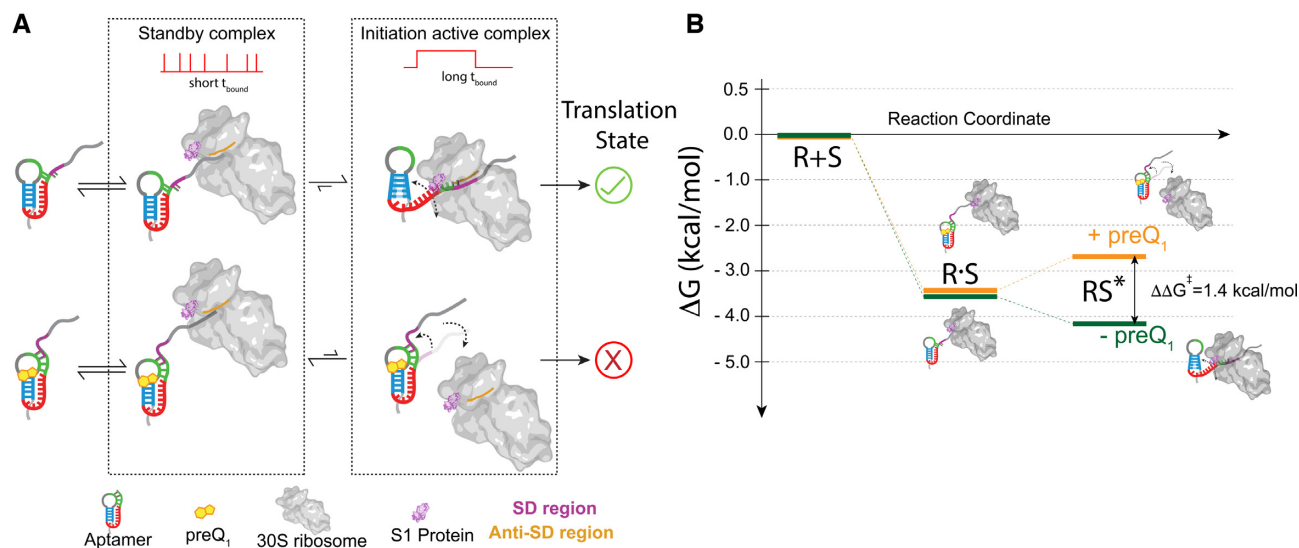 A
Standby complex
short t_bound
Initiation active complex
long t_bound
Translation
State
Aptamer
preQ₁
30S ribosome
S1 Protein
SD region
Anti-SD region
B
ΔG (kcal/mol)
0.5
0.0
-1.0
- 2.0
-3.0
- 4.0
-5.0
Reaction Coordinate
R+S
R·S
+ preQ₁
RS*
ΔΔG‡=1.4 kcal/mol
- preQ₁